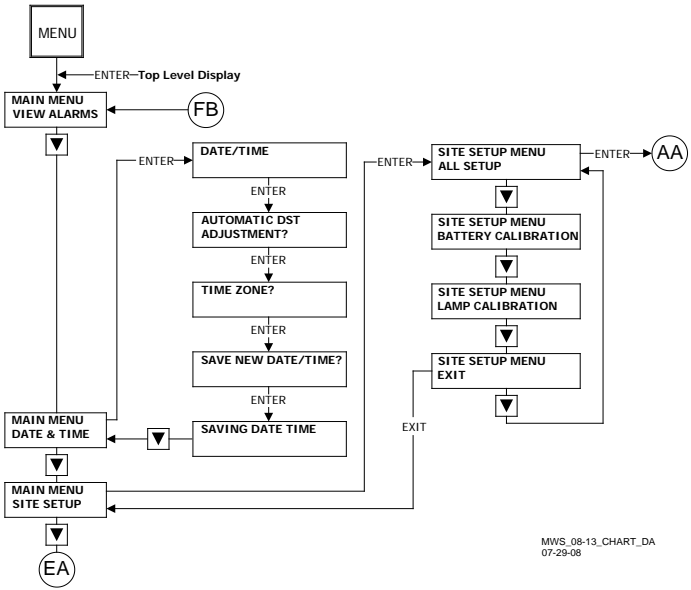 MENU
ENTER Top Level Display
MAIN MENU
VIEW ALARMS
FB
ENTER
DATE/TIME
ENTER
AUTOMATIC DST
ADJUSTMENT?
ENTER
TIME ZONE?
ENTER
SAVE NEW DATE/TIME?
ENTER
SAVING DATE TIME
MAIN MENU
DATE & TIME
MAIN MENU
SITE SETUP
EA
ENTER
SITE SETUP MENU
ALL SETUP
ENTER
AA
SITE SETUP MENU
BATTERY CALIBRATION
SITE SETUP MENU
LAMP CALIBRATION
SITE SETUP MENU
EXIT
EXIT
MWS_08-13_CHART_DA
07-29-08